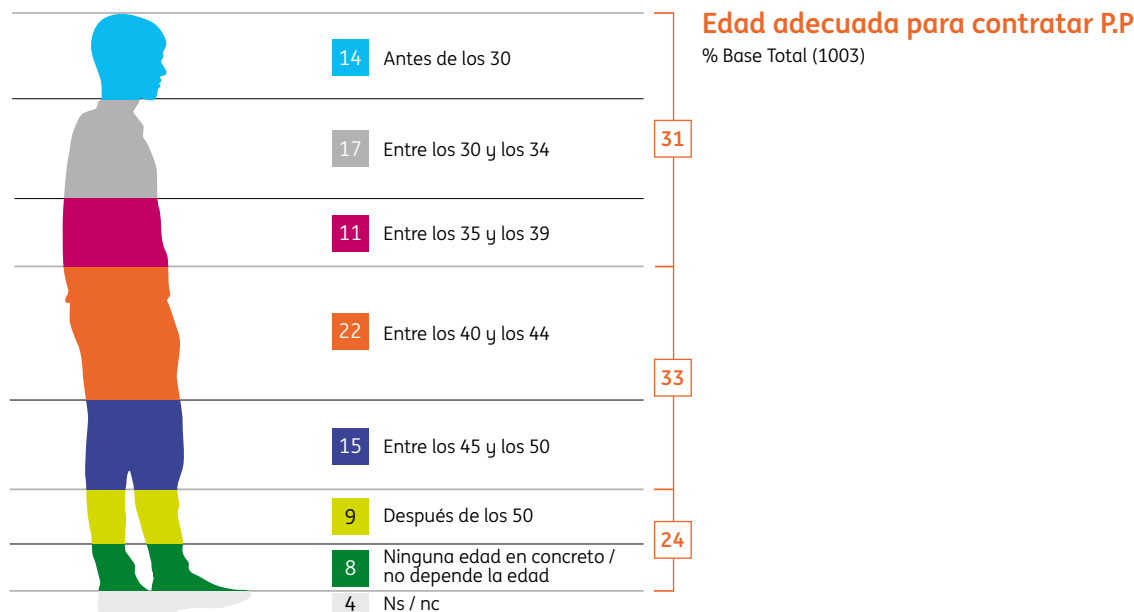 Edad adecuada para contratar P.P
% Base Total (1003)
14 Antes de los 30
17 Entre los 30 y los 34
31
11 Entre los 35 y los 39
22 Entre los 40 y los 44
33
15 Entre los 45 y los 50
9 Después de los 50
24
8 Ninguna edad en concreto /
no depende la edad
4 Ns / nc